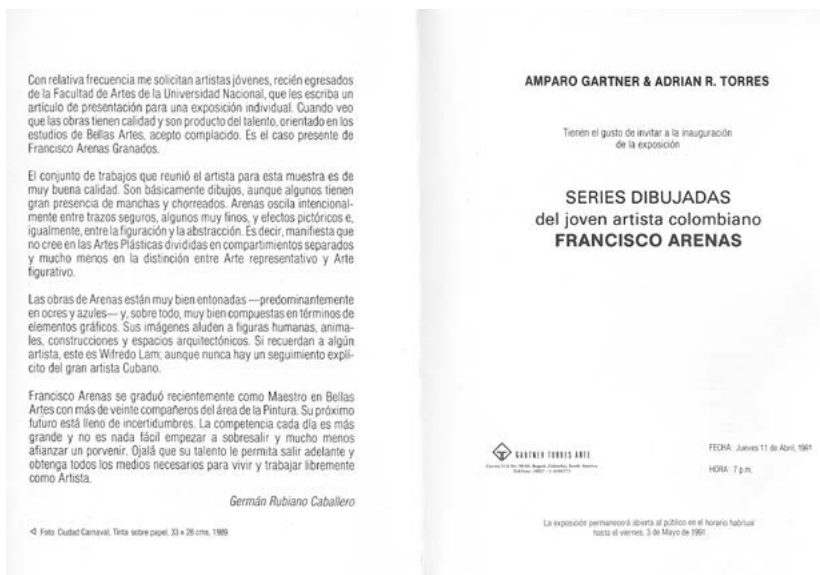 Con relativa frecuencia me solicitan artistas jóvenes, recién egresados
de la Facultad de Artes de la Universidad Nacional, que les escriba un
artículo de presentación para una exposición individual. Cuando veo
que las obras tienen calidad y son producto del talento, orientado en los
estudios de Bellas Artes, acepto complacido. Es el caso presente de
Francisco Arenas Granados.
El conjunto de trabajos que reunió el artista para esta muestra es de
muy buena calidad. Son básicamente dibujos, aunque algunos tienen
gran presencia de manchas y chorreados. Arenas oscila intencional-
mente entre trazos seguros, algunos muy finos, y efectos pictóricos e,
igualmente, entre la figuración y la abstracción. Es decir, manifiesta que
no cree en las Artes Plásticas divididas en compartimientos separados
y mucho menos en la distinción entre Arte representativo y Arte
figurativo.
Las obras de Arenas están muy bien entonadas —predominantemente
en ocres y azules— y, sobre todo, muy bien compuestas en términos de
elementos gráficos. Sus imágenes aluden a figuras humanas, anima-
les, construcciones y espacios arquitectónicos. Si recuerdan a algún
artista, este es Wifredo Lam; aunque nunca hay un seguimiento explí-
cito del gran artista Cubano.
Francisco Arenas se graduó recientemente como Maestro en Bellas
Artes con más de veinte compañeros del área de la Pintura. Su próximo
futuro está lleno de incertidumbres. La competencia cada día es más
grande y no es nada fácil empezar a sobresalir y mucho menos
afianzar un porvenir. Ojalá que su talento le permita salir adelante y
obtenga todos los medios necesarios para vivir y trabajar libremente
como Artista.
Germán Rubiano Caballero
Foto: Ciudad Carnaval, Tinta sobre papel, 33 x 26 cms, 1989
AMPARO GARTNER & ADRIAN R. TORRES
Tienen el gusto de invitar a la inauguración
de la exposición
SERIES DIBUJADAS
del joven artista colombiano
FRANCISCO ARENAS
GARTNER TORRES ARTE
Bogotá, Colombia, South America
FECHA: Jueves 11 de Abril, 1991
HORA: 7 p.m.
La exposición permanecerá abierta al público en el horario habitual
hasta el viernes, 3 de Mayo de 1991.